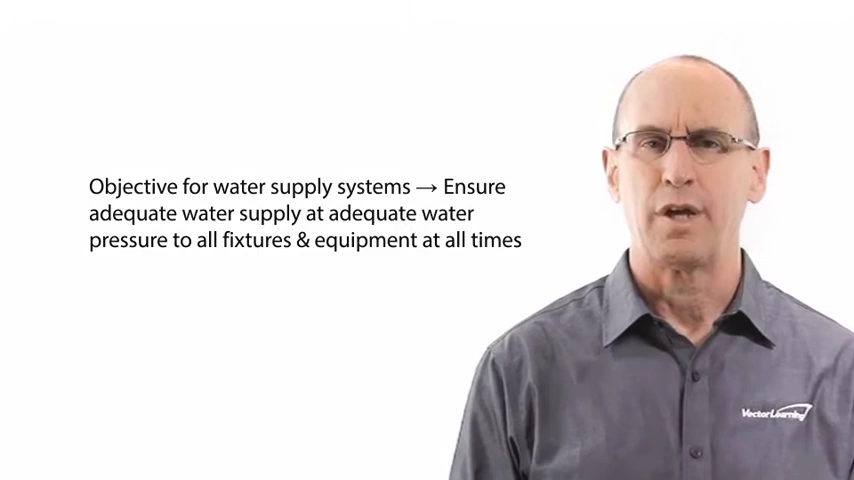 Objective for water supply systems → Ensure
adequate water supply at adequate water
pressure to all fixtures & equipment at all times
VectorLearning